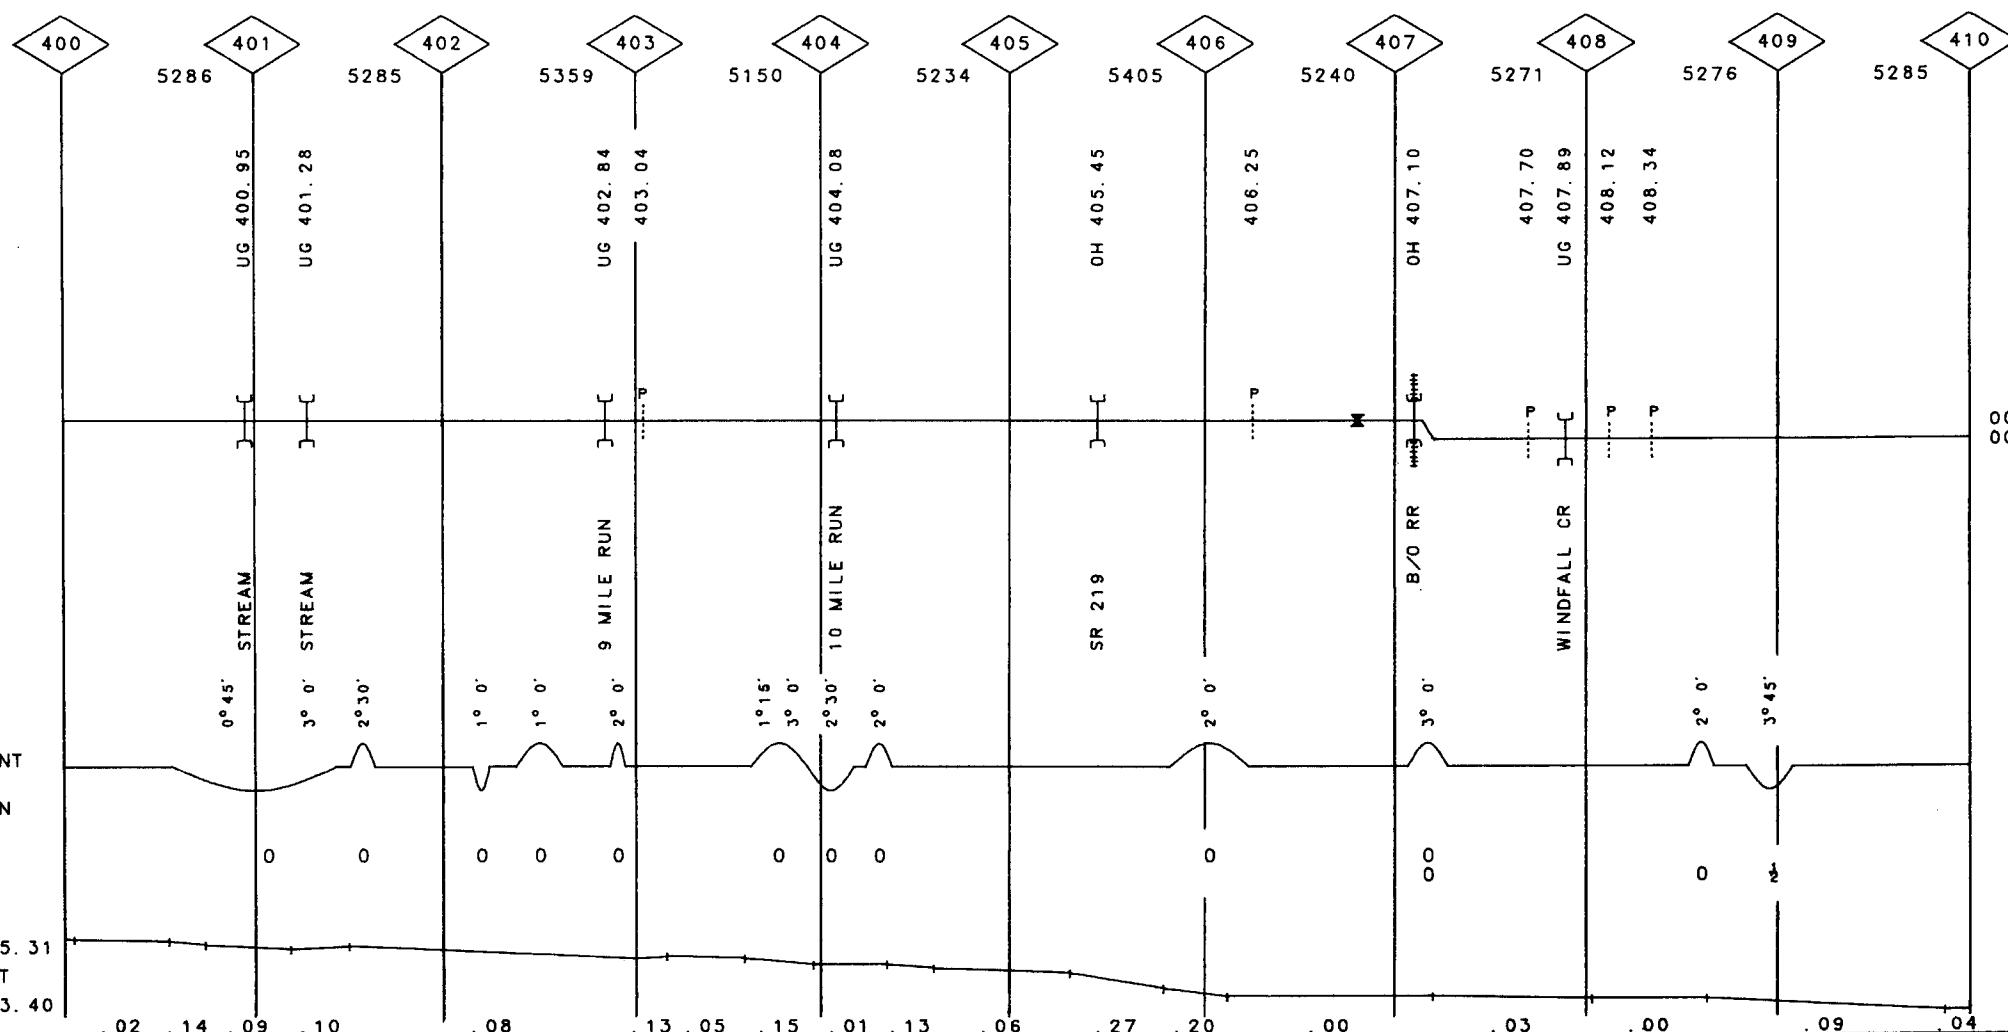 400 401 402 403 404 405 406 407 408 409 410
5286 5285 5359 5150 5234 5405 5240 5271 5276 5285
UG 400.95
UG 401.28
UG 402.84
403.04
UG 404.08
OH 405.45
406.25
OH 407.10
407.70
UG 407.89
408.12
408.34
P P P P P
STREAM
STREAM
9 MILE RUN
10 MILE RUN
SR 219
B/O RR
WINDFALL CR
0°45'
3° 0'
2°30'
1° 0'
1° 0'
2° 0'
1°15'
3° 0'
2°30'
2° 0'
2° 0'
3° 0'
2° 0'
3°45'
NT
N
0 0 0 0 0 0 0 0 0 0
0 0 ½
5.31
T
3.40
.02 .14 .09 .10 .08 .13 .05 .15 .01 .13 .06 .27 .20 .00 .03 .00 .09 .04